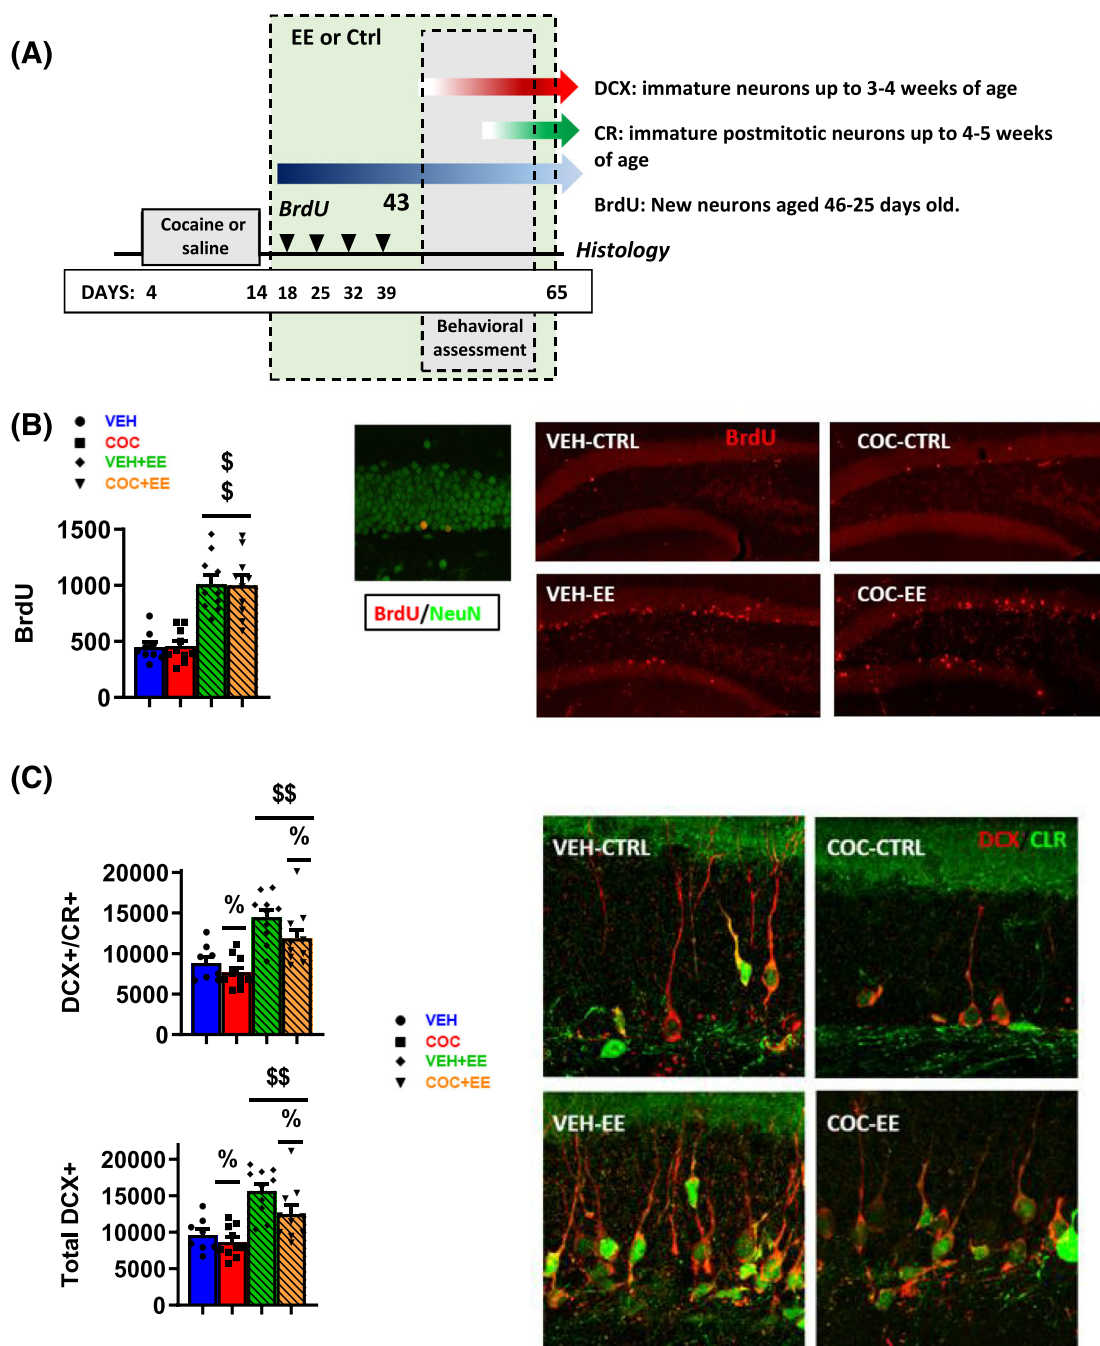 (A)
EE or Ctrl
DCX: immature neurons up to 3-4 weeks of age
CR: immature postmitotic neurons up to 4-5 weeks
of age
BrdU: New neurons aged 46-25 days old.
BrdU
43
Cocaine or
saline
Histology
DAYS: 4 14 18 25 32 39 65
Behavioral
assessment
(B)
VEH
COC
VEH+EE
COC+EE
$
$
1500
1000
500
0
BrdU
BrdU/NeuN
VEH-CTRL
BrdU
COC-CTRL
VEH-EE
COC-EE
(C)
$$
%
%
20000
15000
10000
5000
0
DCX+/CR+
VEH
COC
VEH+EE
COC+EE
$$
%
%
20000
15000
10000
5000
0
Total DCX+
VEH-CTRL
COC-CTRL
DCX/CLR
VEH-EE
COC-EE